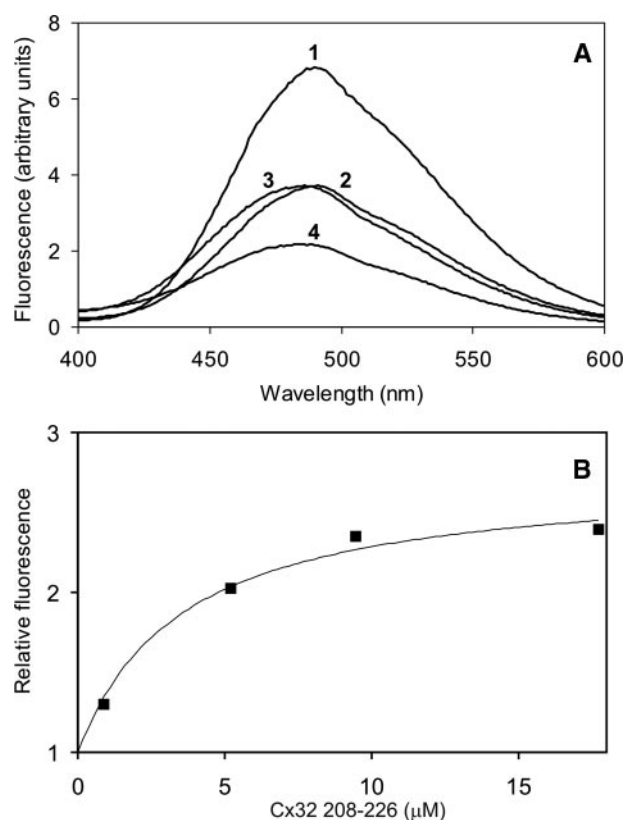 A
Fluorescence (arbitrary units)
8
6
4
2
0
1
3 2
4
400 450 500 550 600
Wavelength (nm)
B
Relative fluorescence
3
2
1
0 5 10 15
Cx32 208-226 (μM)